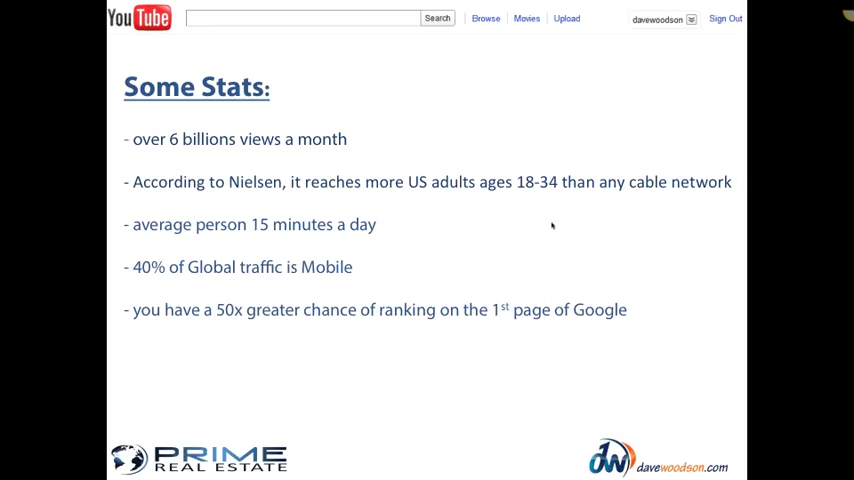 YouTube Search Browse Movies Upload davewoodson Sign Out
Some Stats:
- over 6 billions views a month
- According to Nielsen, it reaches more US adults ages 18-34 than any cable network
- average person 15 minutes a day
- 40% of Global traffic is Mobile
- you have a 50x greater chance of ranking on the 1st page of Google
PRIME
REAL ESTATE
dw davewoodson.com